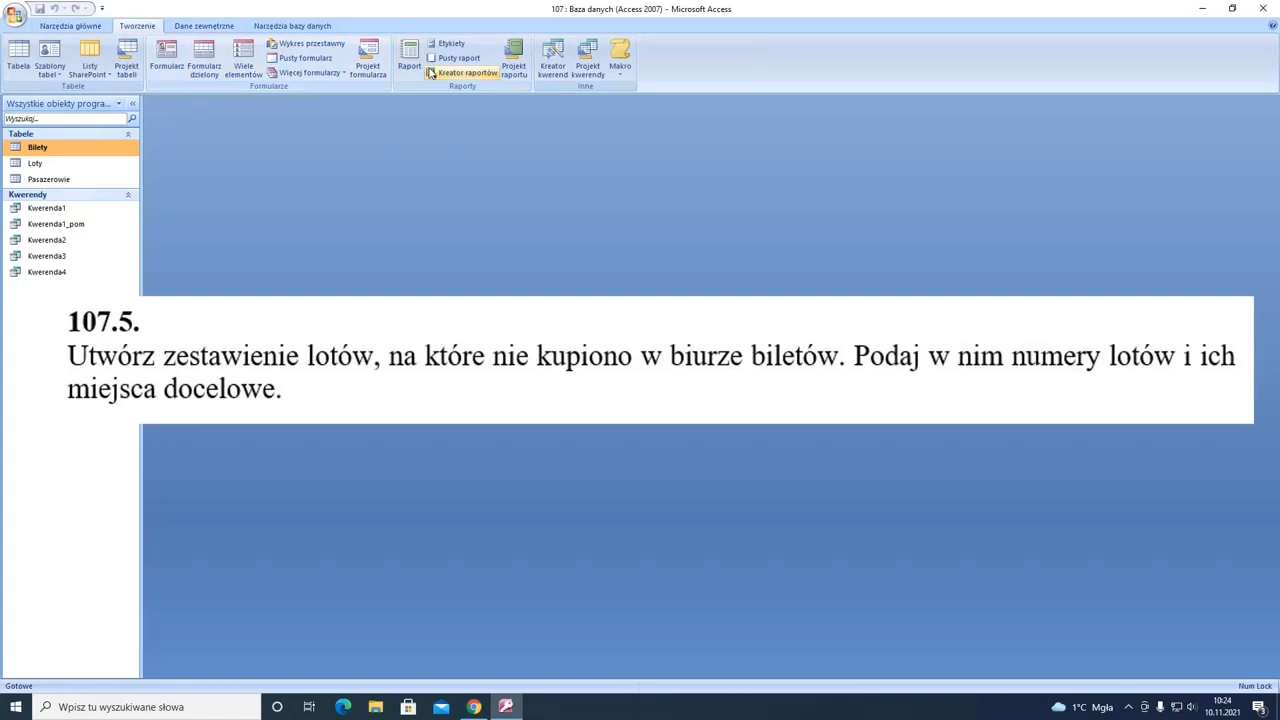 107 : Baza danych (Access 2007) - Microsoft Access
Narzędzia główne Tworzenie Dane zewnętrzne Narzędzia bazy danych
Tabela
Szablony tabel
Listy SharePoint
Projekt tabeli
Tabele
Formularz
Formularz dzielony
Wiele elementów
Wykres przestawny
Pusty formularz
Więcej formularzy
Projekt formularza
Formularze
Raport
Etykiety
Pusty raport
Kreator raportów
Projekt raportu
Raporty
Kreator kwerend
Projekt kwerendy
Makro
Inne
Wszystkie obiekty progra...
Wyszukaj...
Tabele
Bilety
Loty
Pasazerowie
Kwerendy
Kwerenda1
Kwerenda1_pom
Kwerenda2
Kwerenda3
Kwerenda4
107.5.
Utwórz zestawienie lotów, na które nie kupiono w biurze biletów. Podaj w nim numery lotów i ich
miejsca docelowe.
Gotowe
Num Lock
Wpisz tu wyszukiwane słowa
1°C Mgła
10:24
10.11.2021
3